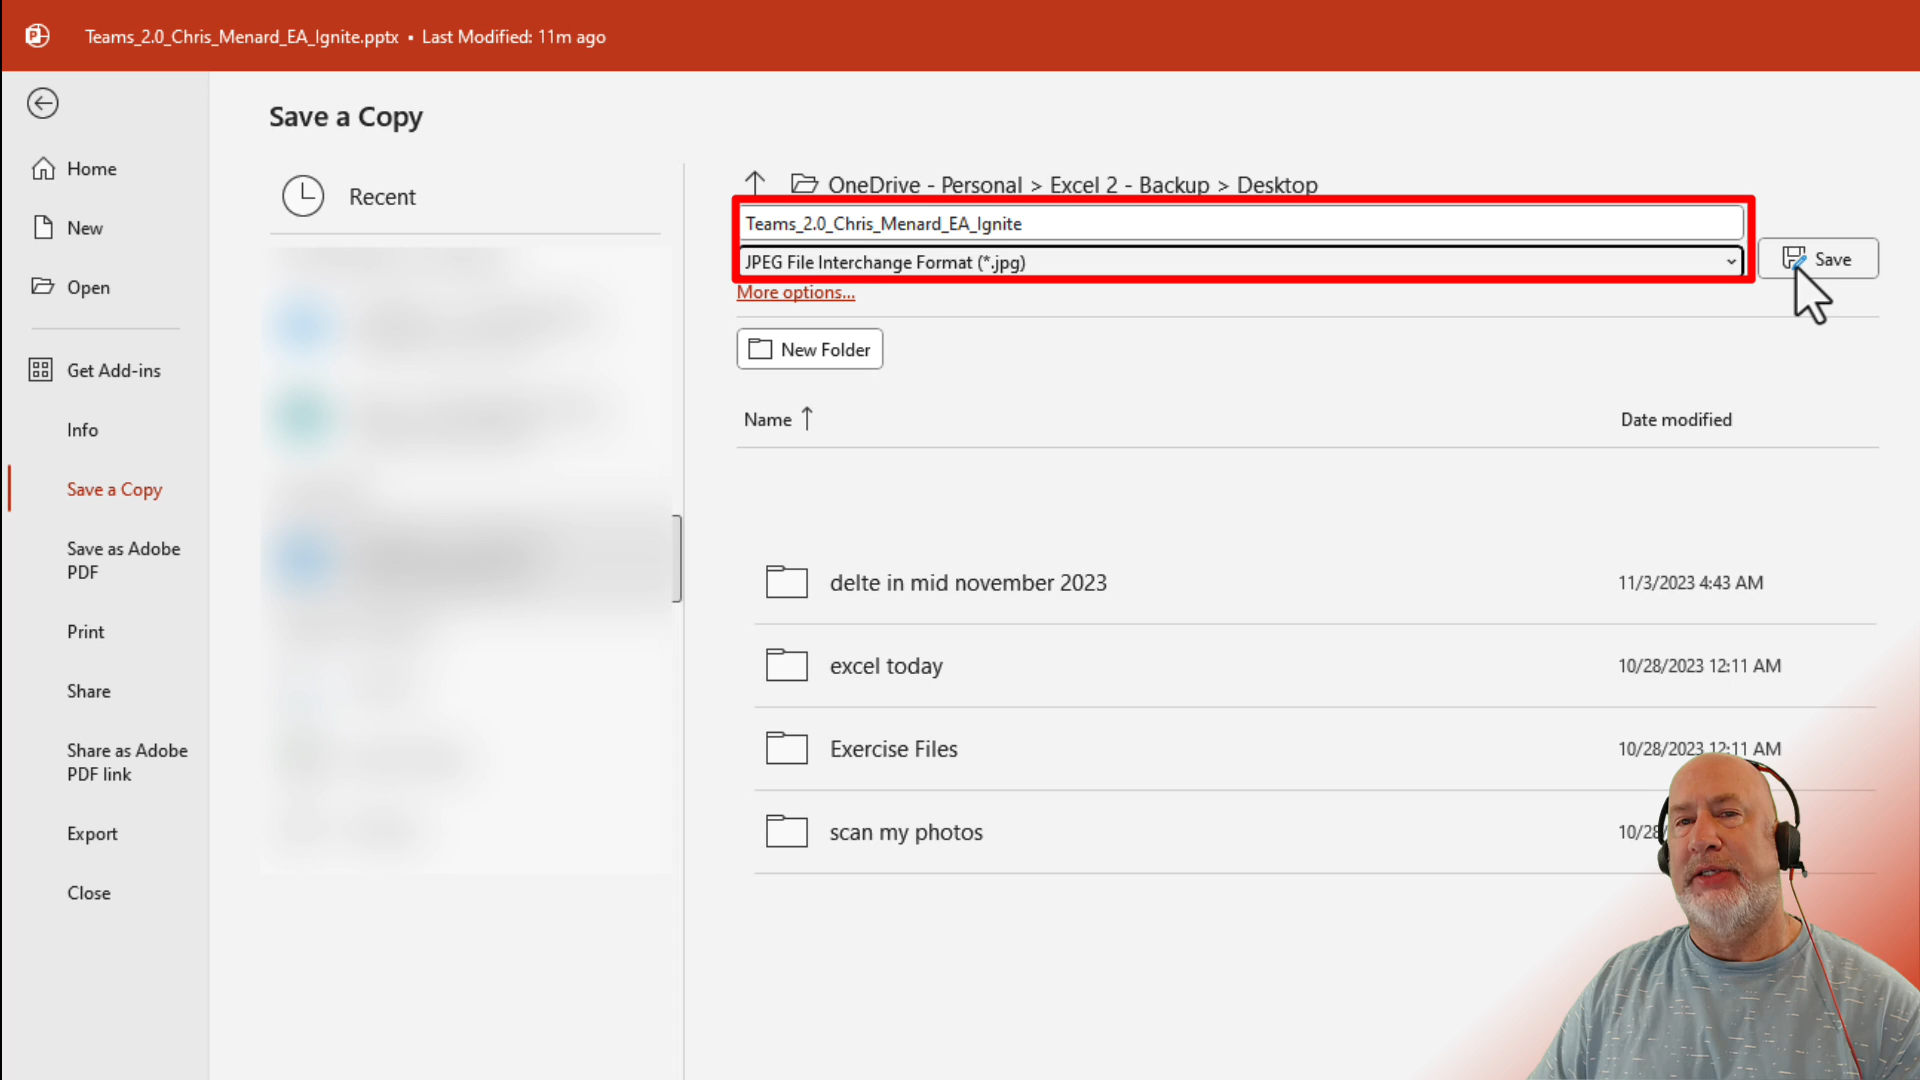 Teams_2.0_Chris_Menard_EA_Ignite.pptx • Last Modified: 11m ago
Save a Copy
Home
New
Open
Get Add-ins
Info
Save a Copy
Save as Adobe
PDF
Print
Share
Share as Adobe
PDF link
Export
Close
Recent
OneDrive - Personal > Excel 2 - Backup > Desktop
Teams_2.0_Chris_Menard_EA_Ignite
JPEG File Interchange Format (*.jpg)
Save
More options...
New Folder
Name ↑ Date modified
delte in mid november 2023 11/3/2023 4:43 AM
excel today 10/28/2023 12:11 AM
Exercise Files 10/28/2023 12:11 AM
scan my photos 10/28